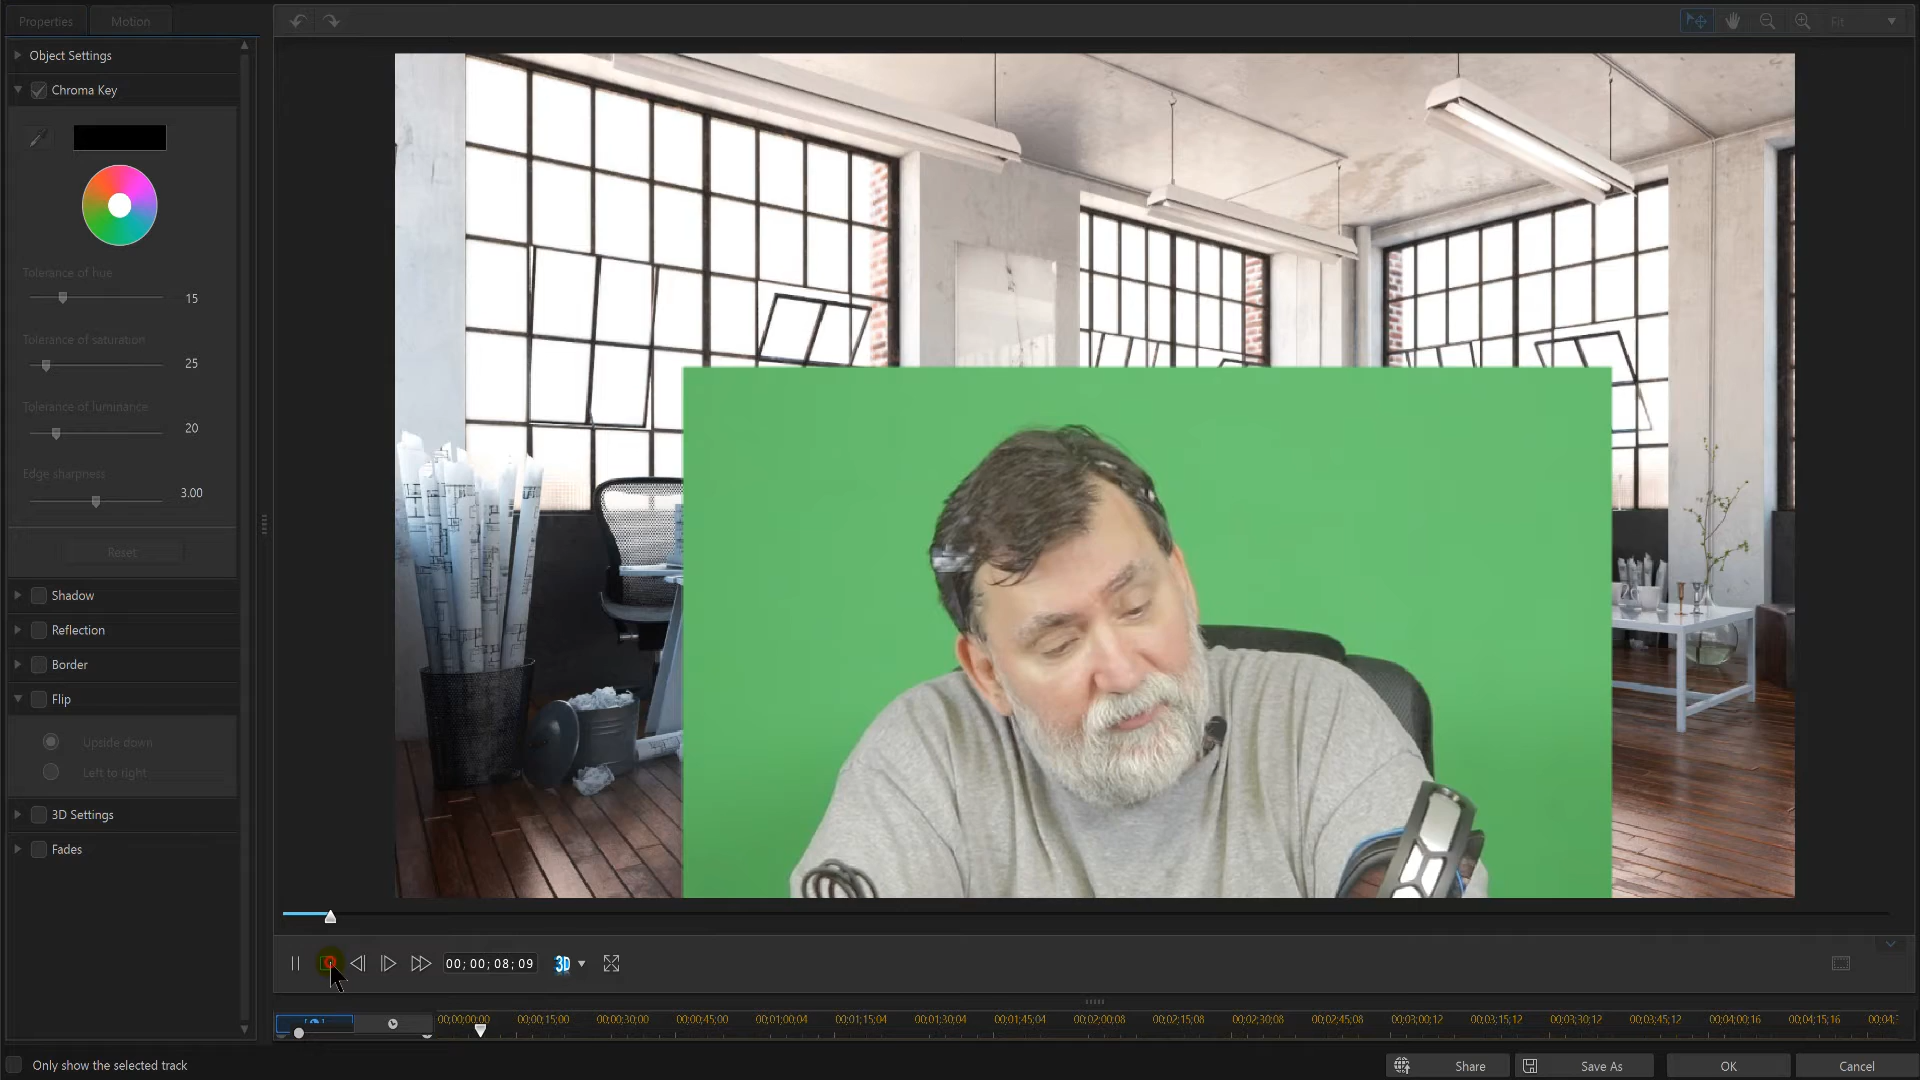 Properties
Motion
Fit
Object Settings
Chroma Key
Tolerance of hue
15
Tolerance of saturation
25
Tolerance of luminance
20
Edge sharpness
3.00
Reset
Shadow
Reflection
Border
Flip
Upside down
Left to right
3D Settings
Fades
00; 00; 08; 09
3D
00;00;00;00 00;00;15;00 00;00;30;00 00;00;45;00 00;01;00;04 00;01;15;04 00;01;30;04 00;01;45;04 00;02;00;08 00;02;15;08 00;02;30;08 00;02;45;08 00;03;00;12 00;03;15;12 00;03;30;12 00;03;45;12 00;04;00;16 00;04;15;16 00;04;
Only show the selected track
Share
Save As
OK
Cancel